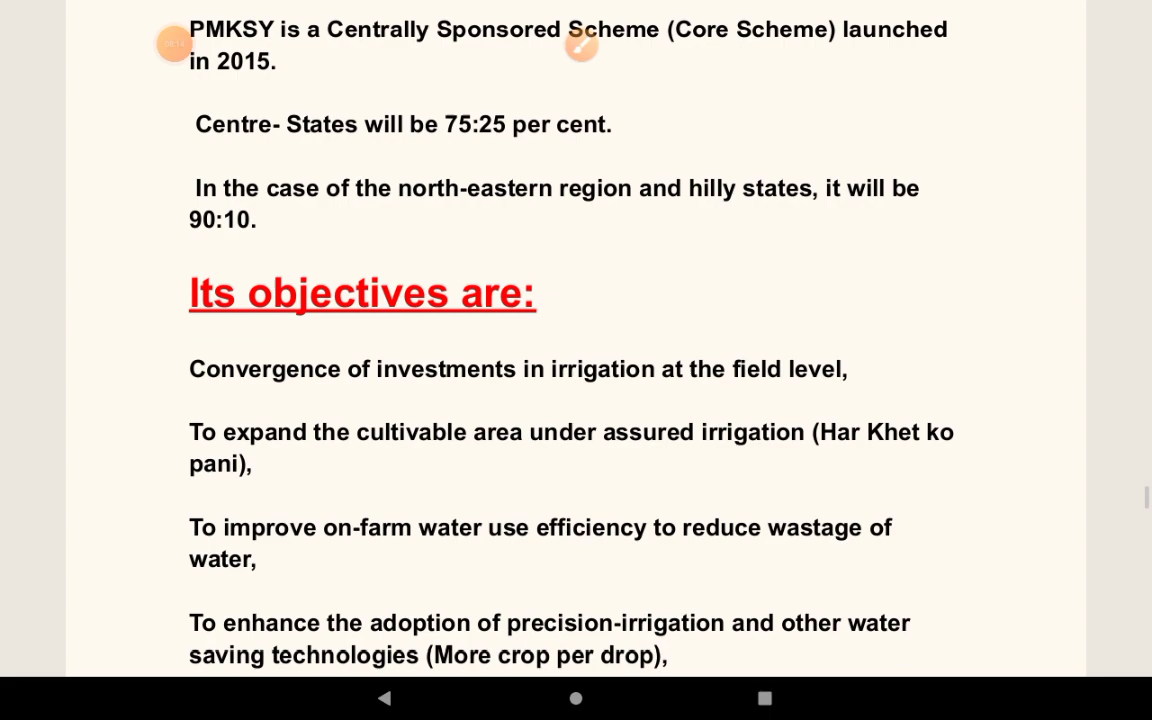 PMKSY is a Centrally Sponsored Scheme (Core Scheme) launched
in 2015.
Centre- States will be 75:25 per cent.
In the case of the north-eastern region and hilly states, it will be
90:10.
Its objectives are:
Convergence of investments in irrigation at the field level,
To expand the cultivable area under assured irrigation (Har Khet ko
pani),
To improve on-farm water use efficiency to reduce wastage of
water,
To enhance the adoption of precision-irrigation and other water
saving technologies (More crop per drop),